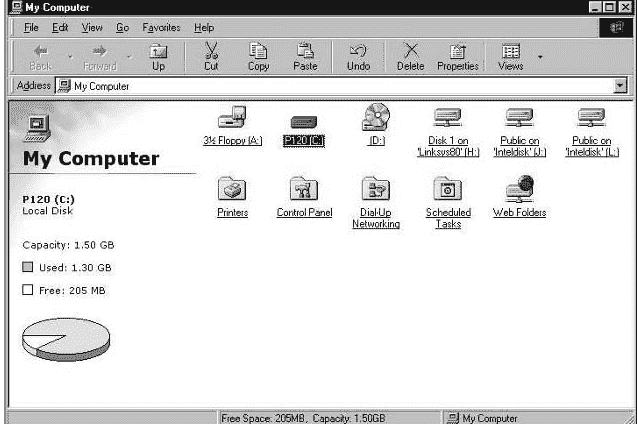 My Computer
File Edit View Go Favorites Help
Back Forward Up Cut Copy Paste Undo Delete Properties Views
Address My Computer
My Computer
P120 (C:)
Local Disk
Capacity: 1.50 GB
Used: 1.30 GB
Free: 205 MB
3½ Floppy (A:)
P120 (C:)
(D:)
Disk 1 on
'Linksys80' (H:)
Public on
'Inteldisk' (J:)
Public on
'Inteldisk' (L:)
Printers
Control Panel
Dial-Up
Networking
Scheduled
Tasks
Web Folders
Free Space: 205MB, Capacity: 1.50GB
My Computer